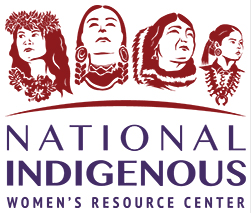 NATIONAL
INDIGENOUS
WOMEN'S RESOURCE CENTER